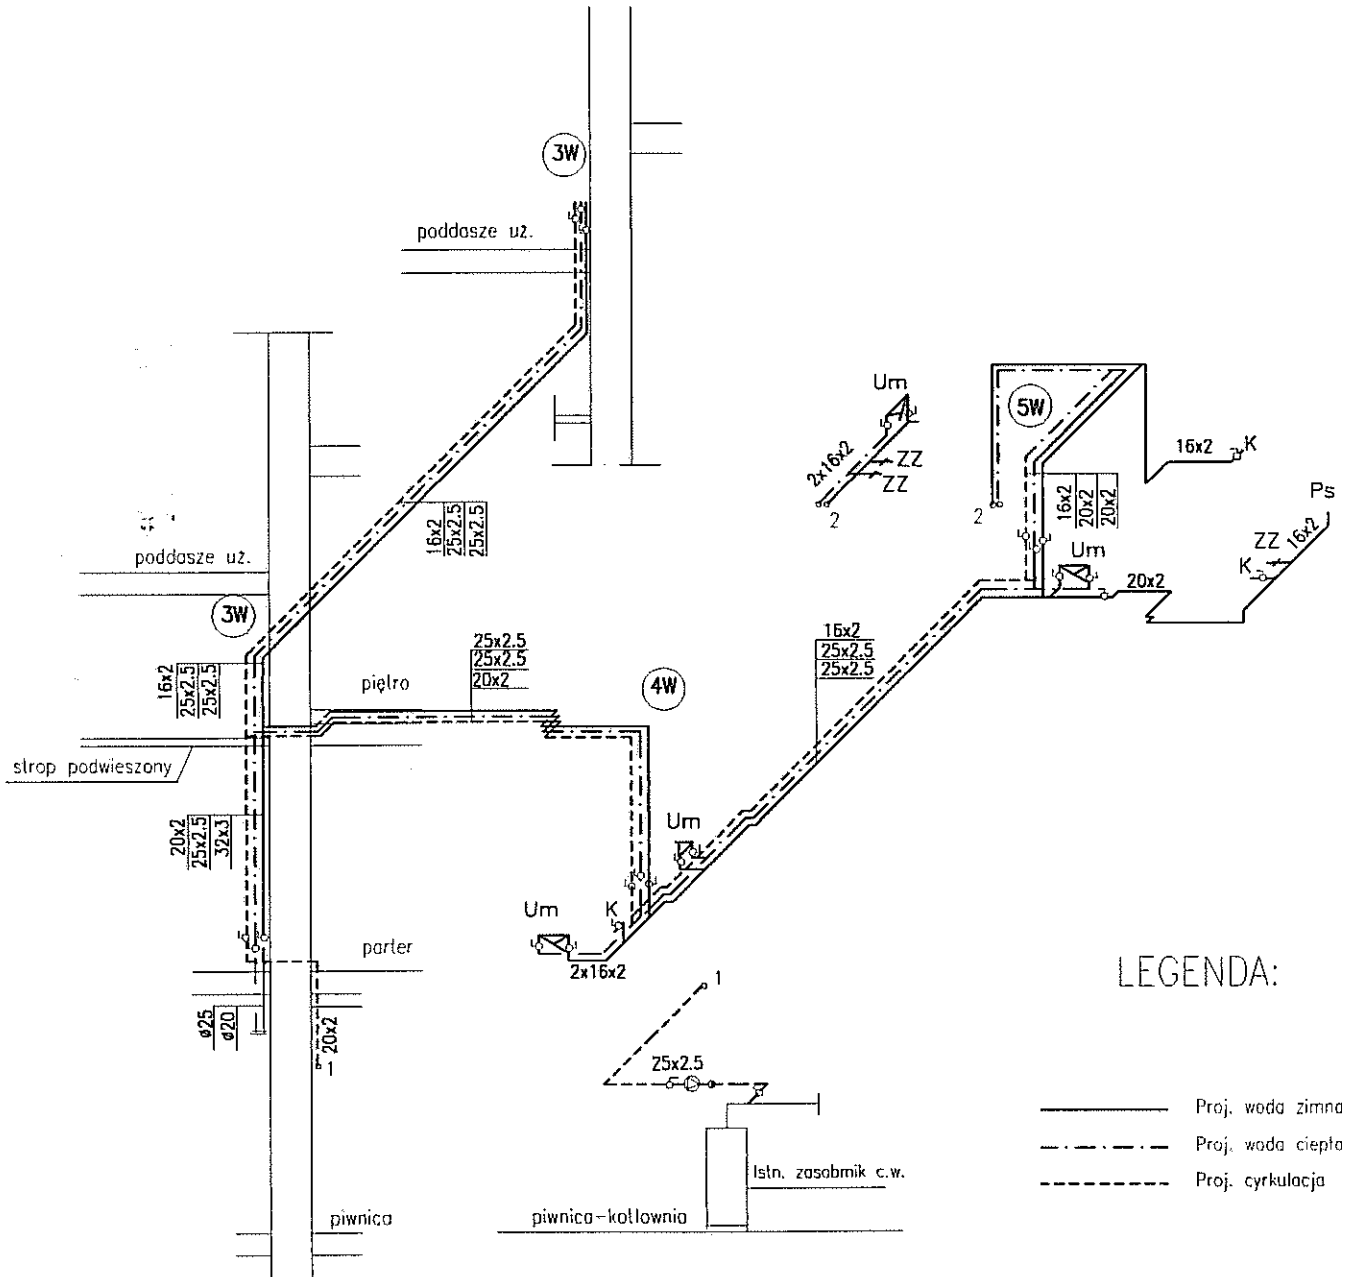 3W
poddasze uż.
Um
5W
16x2
K
2x16x2
ZZ
ZZ
2
2
16x2
20x2
20x2
Ps
ZZ
16x2
K
Um
20x2
16x2
25x2.5
25x2.5
poddasze uż.
3W
16x2
25x2.5
25x2.5
piętro
25x2.5
25x2.5
20x2
4W
16x2
25x2.5
25x2.5
strop podwieszony
20x2
25x2.5
32x3
Um
Um
K
2x16x2
parter
ø25
ø20
20x2
1
1
25x2.5
Istn. zasobnik c.w.
piwnica-kotłownia
piwnica
LEGENDA:
Proj. woda zimna
Proj. woda ciepła
Proj. cyrkulacja